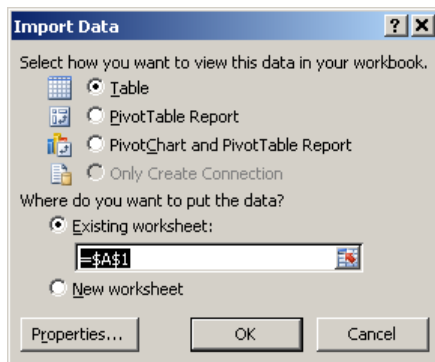 Import Data
Select how you want to view this data in your workbook.
Table
PivotTable Report
PivotChart and PivotTable Report
Only Create Connection
Where do you want to put the data?
Existing worksheet:
=$A$1
New worksheet
Properties... OK Cancel